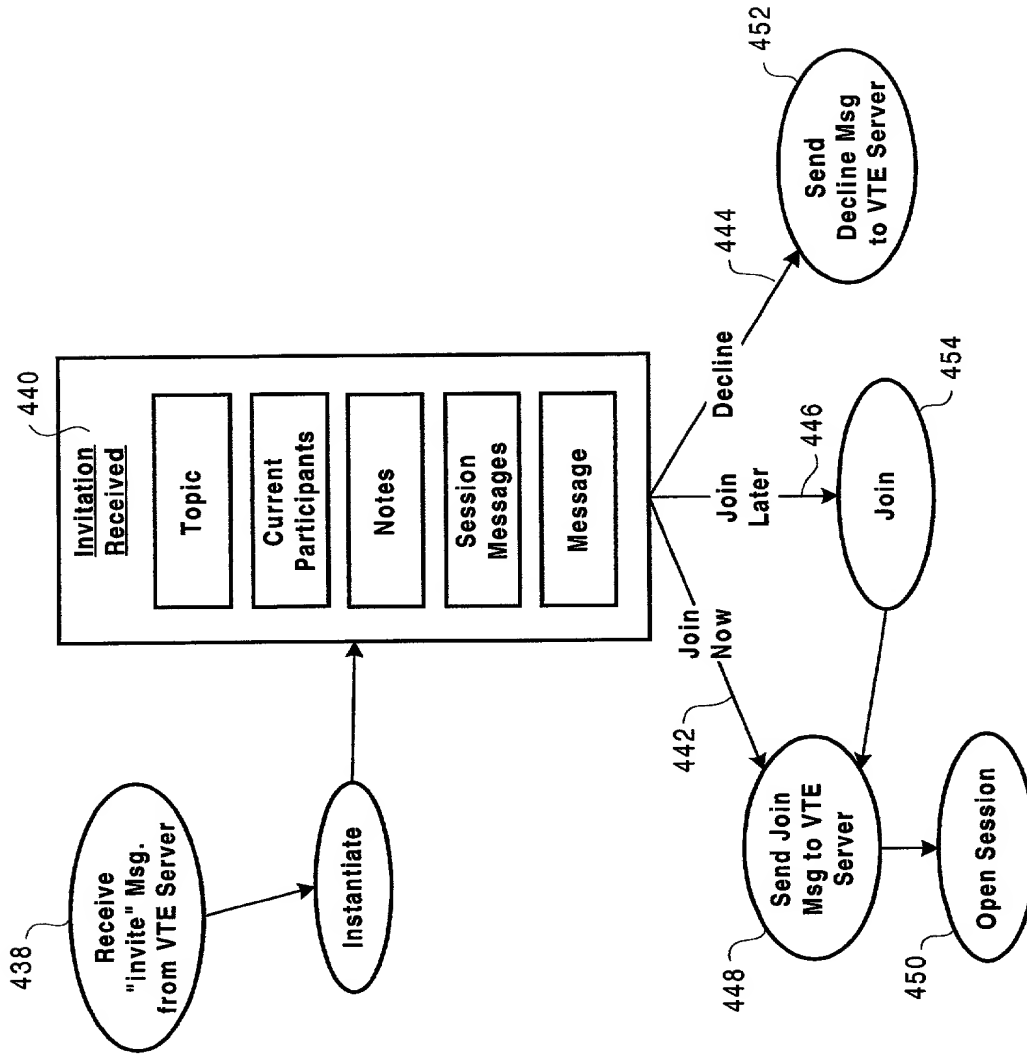 438
Receive
"invite" Msg.
from VTE Server
Instantiate
440
Invitation
Received
Topic
Current
Participants
Notes
Session
Messages
Message
Join
Now
442
Join
Later
446
Decline
444
Send Join
Msg to VTE
Server
448
Open Session
450
Join
454
Send
Decline Msg
to VTE Server
452